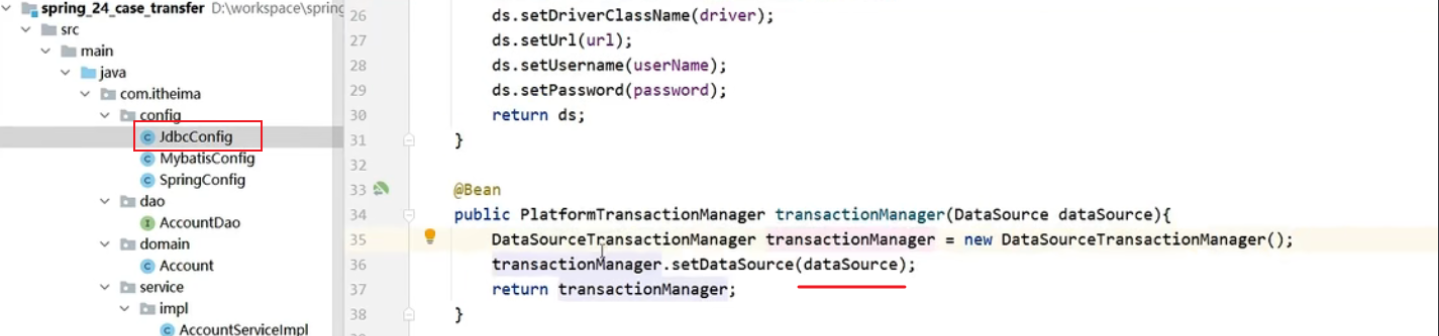 spring_24_case_transfer D:\workspace\spring
src
main
java
com.itheima
config
JdbcConfig
MybatisConfig
SpringConfig
dao
AccountDao
domain
Account
service
impl
AccountServiceImpl
26 ds.setDriverClassName(driver);
27 ds.setUrl(url);
28 ds.setUsername(userName);
29 ds.setPassword(password);
30 return ds;
31 }
32
33 @Bean
34 public PlatformTransactionManager transactionManager(DataSource dataSource){
35 DataSourceTransactionManager transactionManager = new DataSourceTransactionManager();
36 transactionManager.setDataSource(dataSource);
37 return transactionManager;
38 }